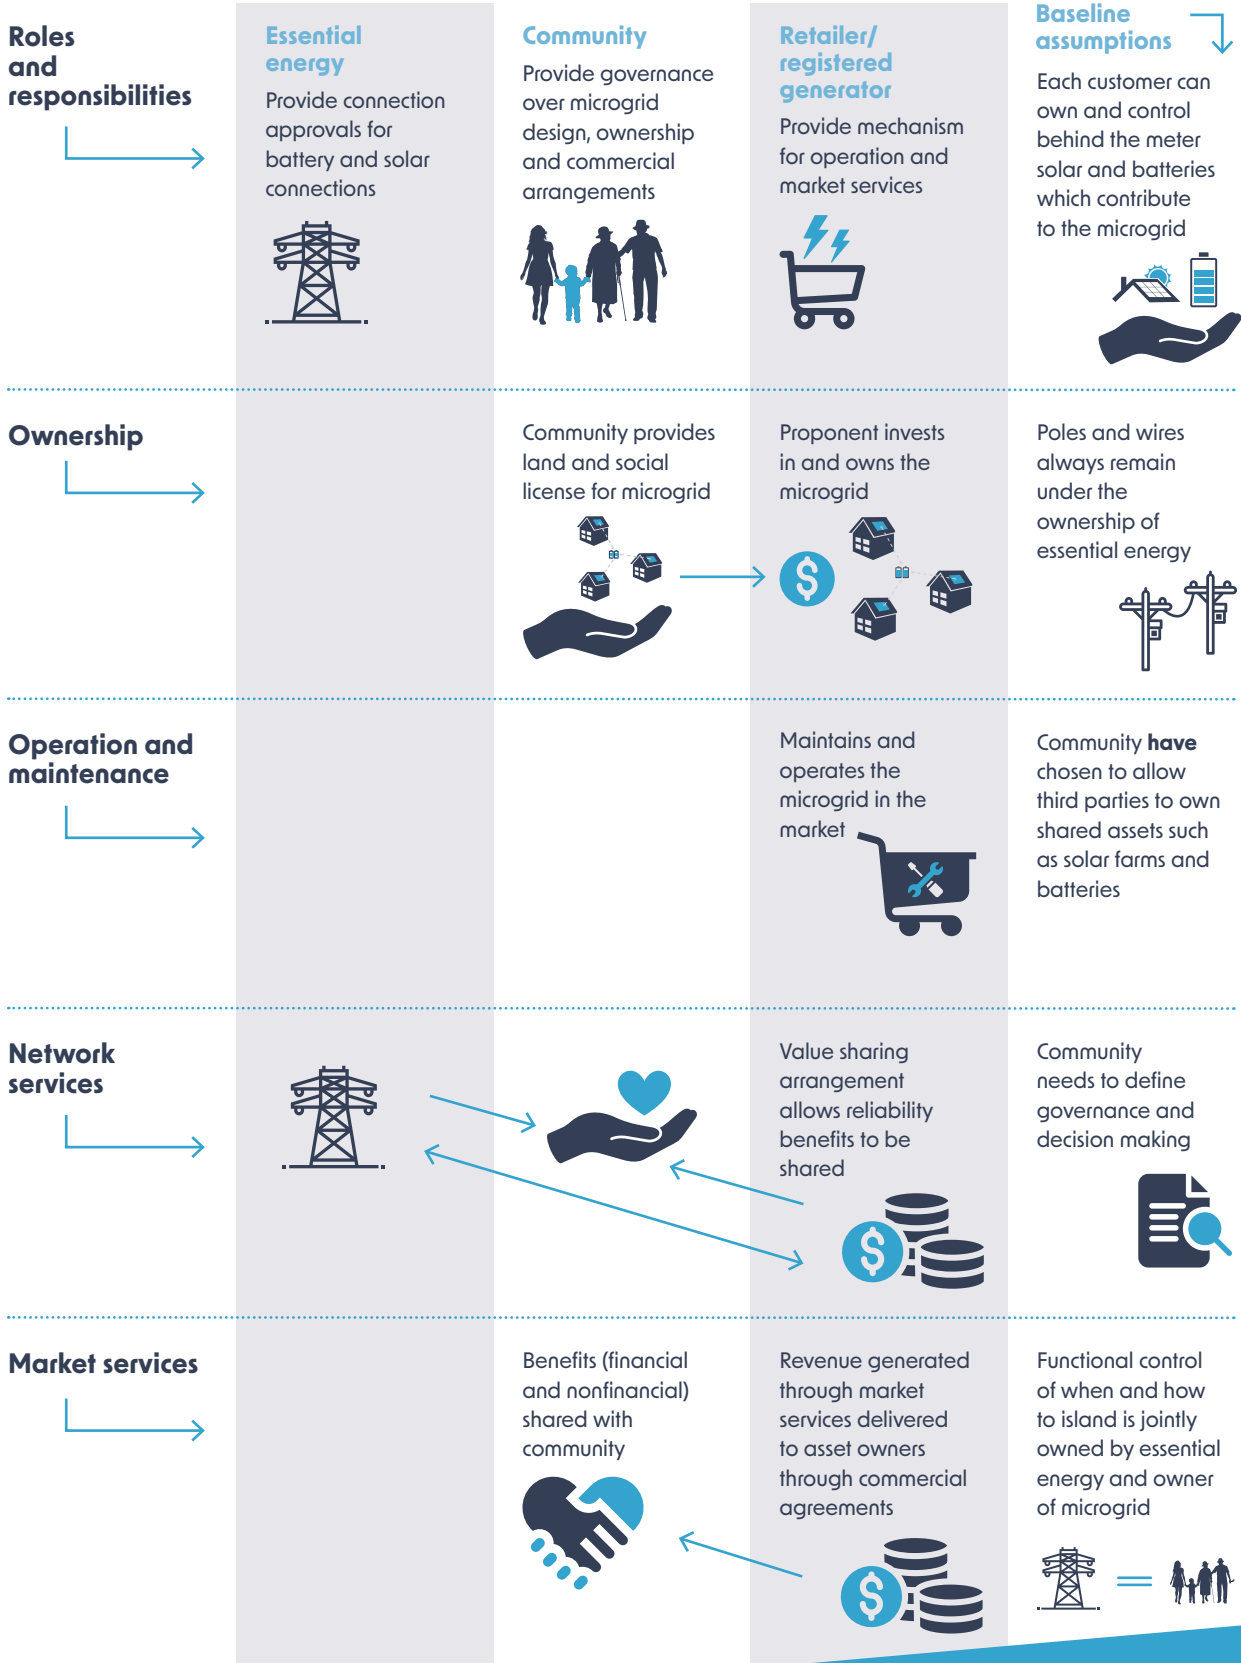 Roles
and
responsibilities
Essential
energy
Provide connection
approvals for
battery and solar
connections
Community
Provide governance
over microgrid
design, ownership
and commercial
arrangements
Retailer/
registered
generator
Provide mechanism
for operation and
market services
Baseline
assumptions
Each customer can
own and control
behind the meter
solar and batteries
which contribute
to the microgrid
Ownership
Community provides
land and social
license for microgrid
Proponent invests
in and owns the
microgrid
$
Poles and wires
always remain
under the
ownership of
essential energy
Operation and
maintenance
Maintains and
operates the
microgrid in the
market
Community have
chosen to allow
third parties to own
shared assets such
as solar farms and
batteries
Network
services
Value sharing
arrangement
allows reliability
benefits to be
shared
$
Community
needs to define
governance and
decision making
Market services
Benefits (financial
and nonfinancial)
shared with
community
Revenue generated
through market
services delivered
to asset owners
through commercial
agreements
$
Functional control
of when and how
to island is jointly
owned by essential
energy and owner
of microgrid